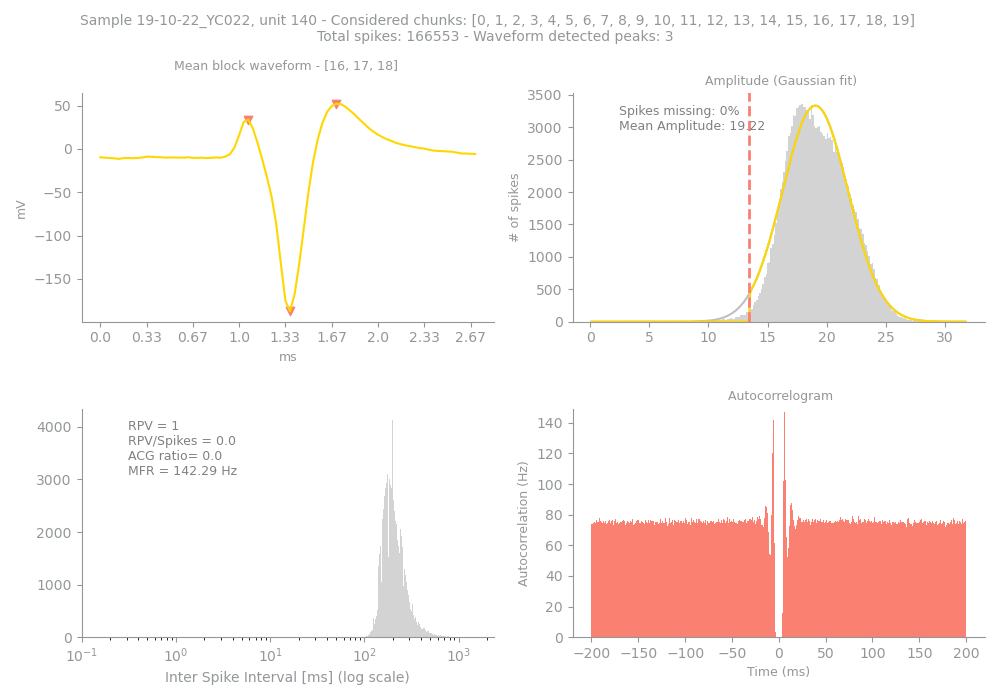 Sample 19-10-22_YC022, unit 140 - Considered chunks: [0, 1, 2, 3, 4, 5, 6, 7, 8, 9, 10, 11, 12, 13, 14, 15, 16, 17, 18, 19]
Total spikes: 166553 - Waveform detected peaks: 3
Mean block waveform - [16, 17, 18]
50
0
−50
−100
−150
mV
0.0 0.33 0.67 1.0 1.33 1.67 2.0 2.33 2.67
ms
Amplitude (Gaussian fit)
Spikes missing: 0%
Mean Amplitude: 19.22
3500
3000
2500
2000
1500
1000
500
0
# of spikes
0 5 10 15 20 25 30
RPV = 1
RPV/Spikes = 0.0
ACG ratio= 0.0
MFR = 142.29 Hz
4000
3000
2000
1000
0
10⁻¹ 10⁰ 10¹ 10² 10³
Inter Spike Interval [ms] (log scale)
Autocorrelogram
140
120
100
80
60
40
20
0
Autocorrelation (Hz)
−200 −150 −100 −50 0 50 100 150 200
Time (ms)